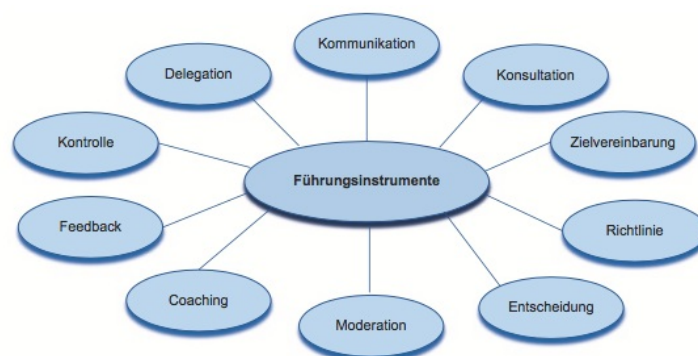 Kommunikation
Delegation
Konsultation
Kontrolle
Zielvereinbarung
Führungsinstrumente
Feedback
Richtlinie
Coaching
Entscheidung
Moderation